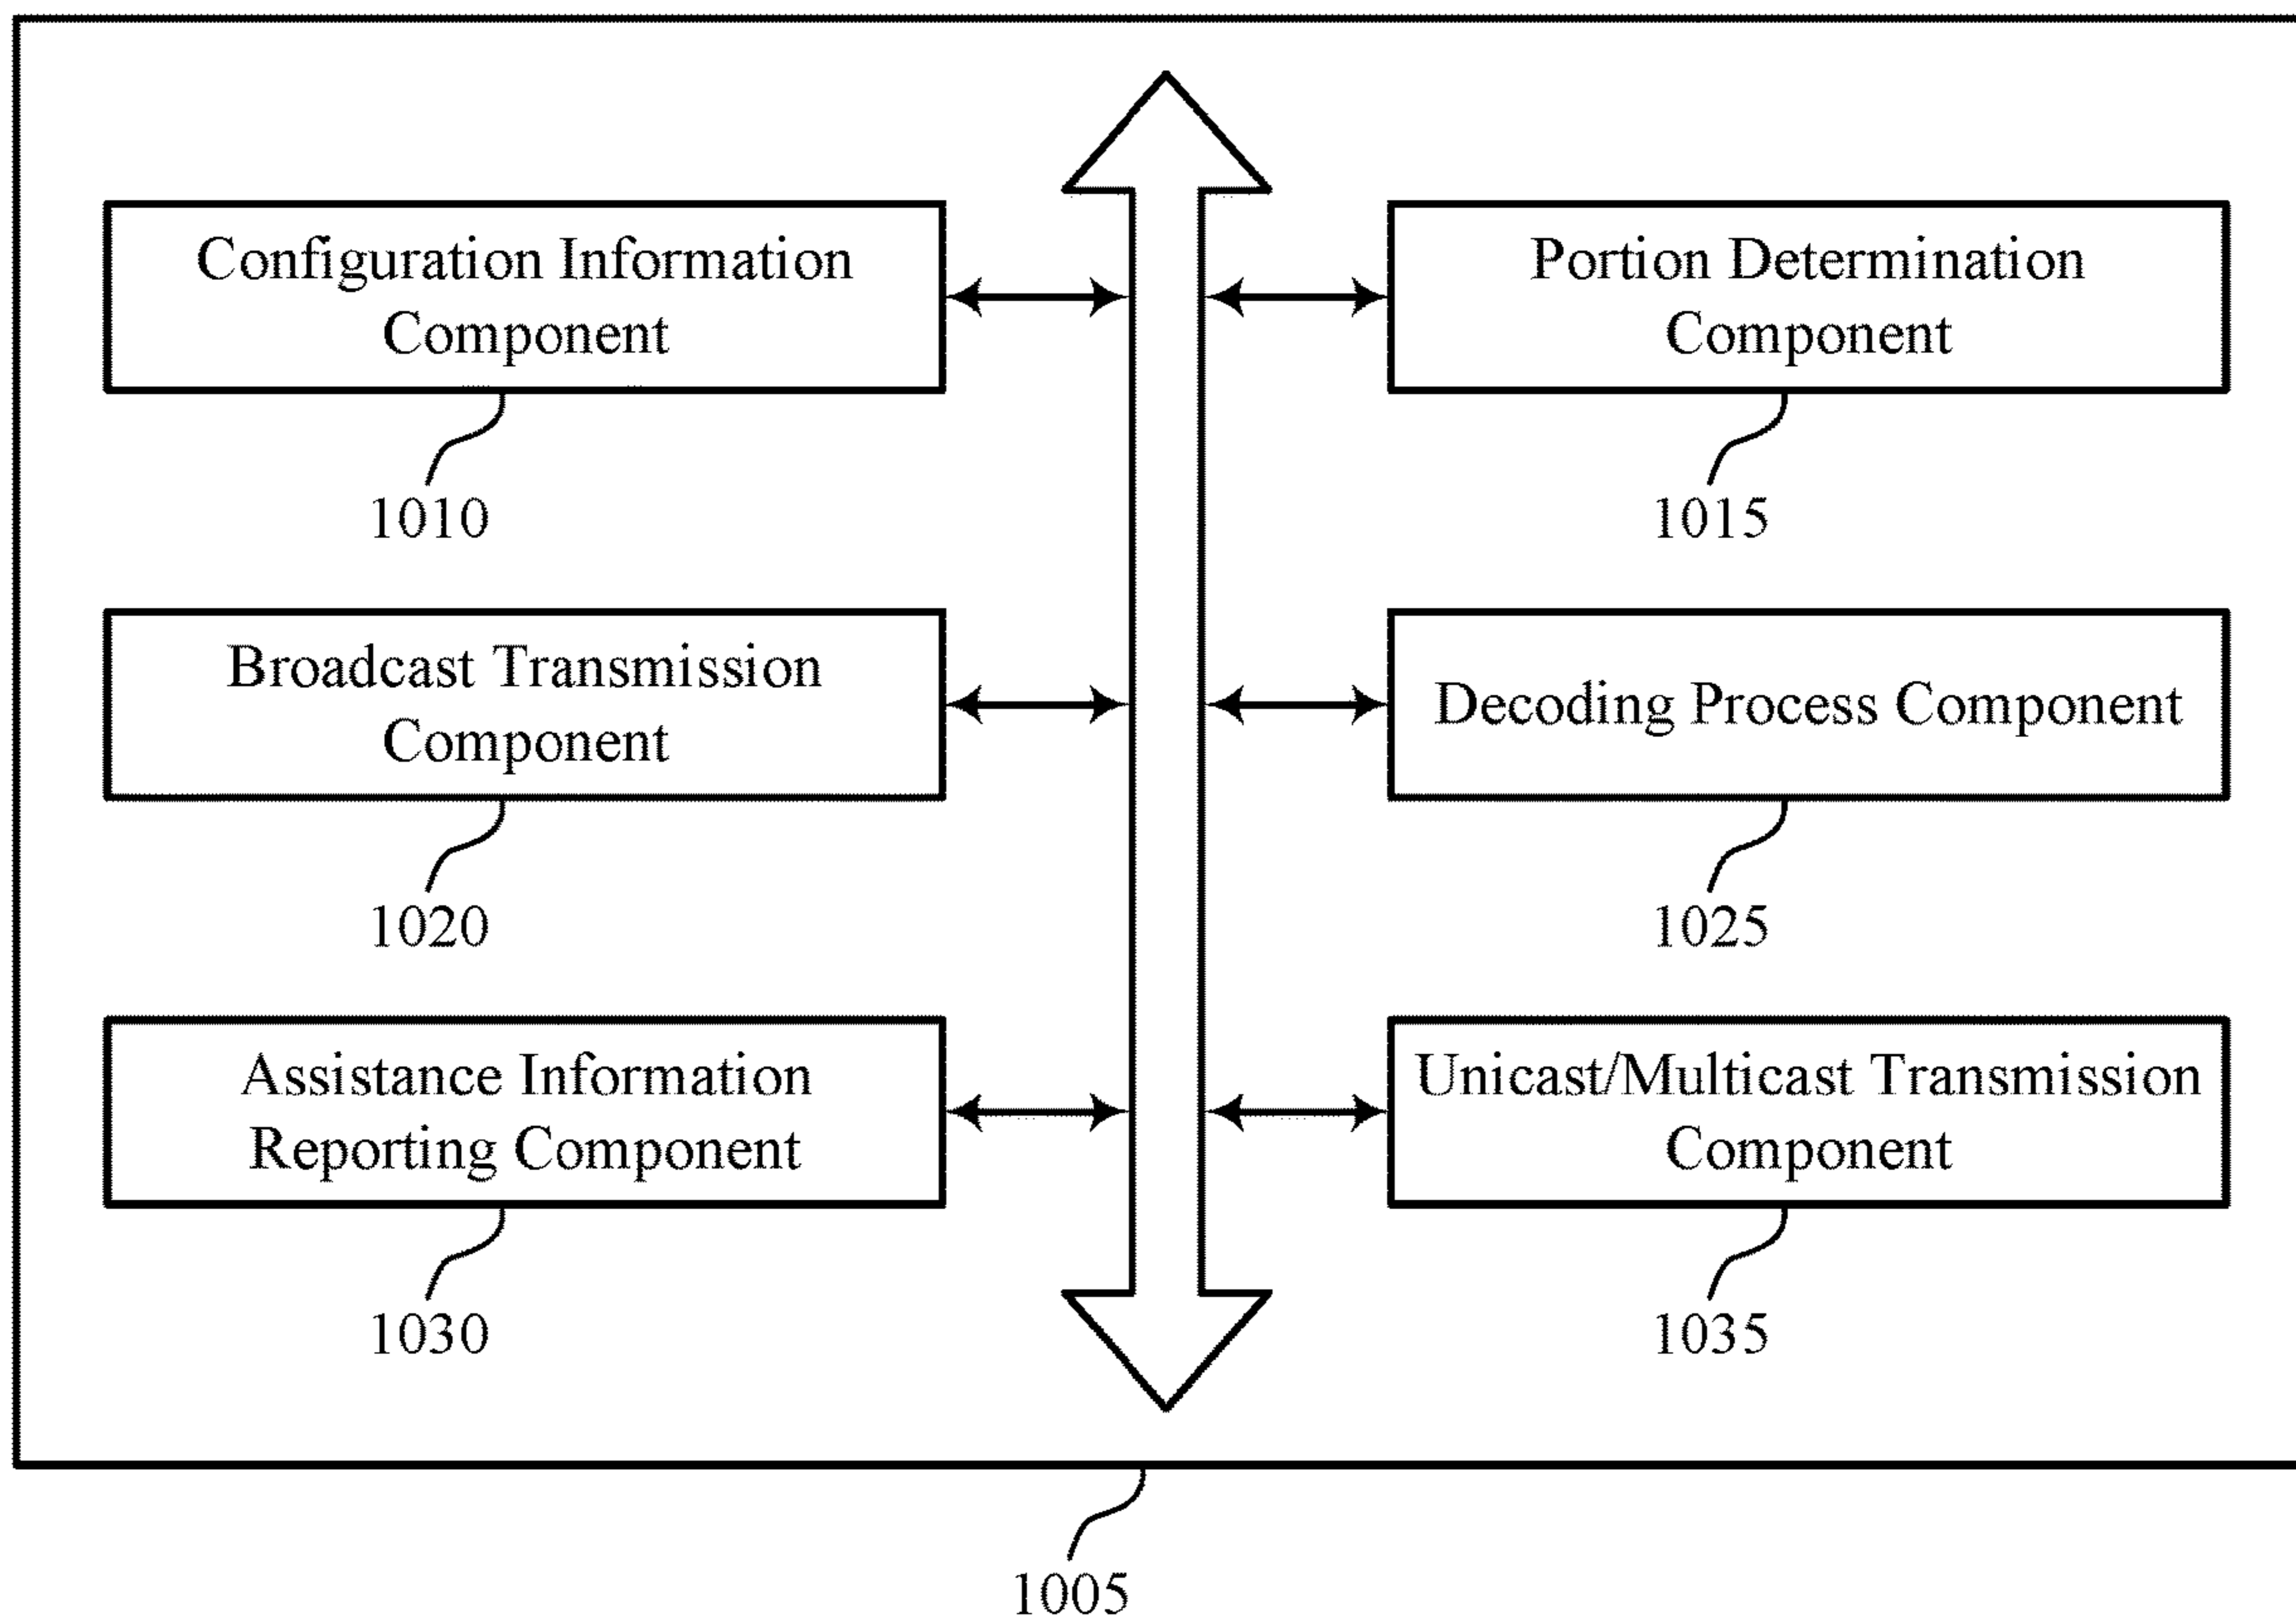 Configuration Information
Component
1010
Portion Determination
Component
1015
Broadcast Transmission
Component
1020
Decoding Process Component
1025
Assistance Information
Reporting Component
1030
Unicast/Multicast Transmission
Component
1035
1005